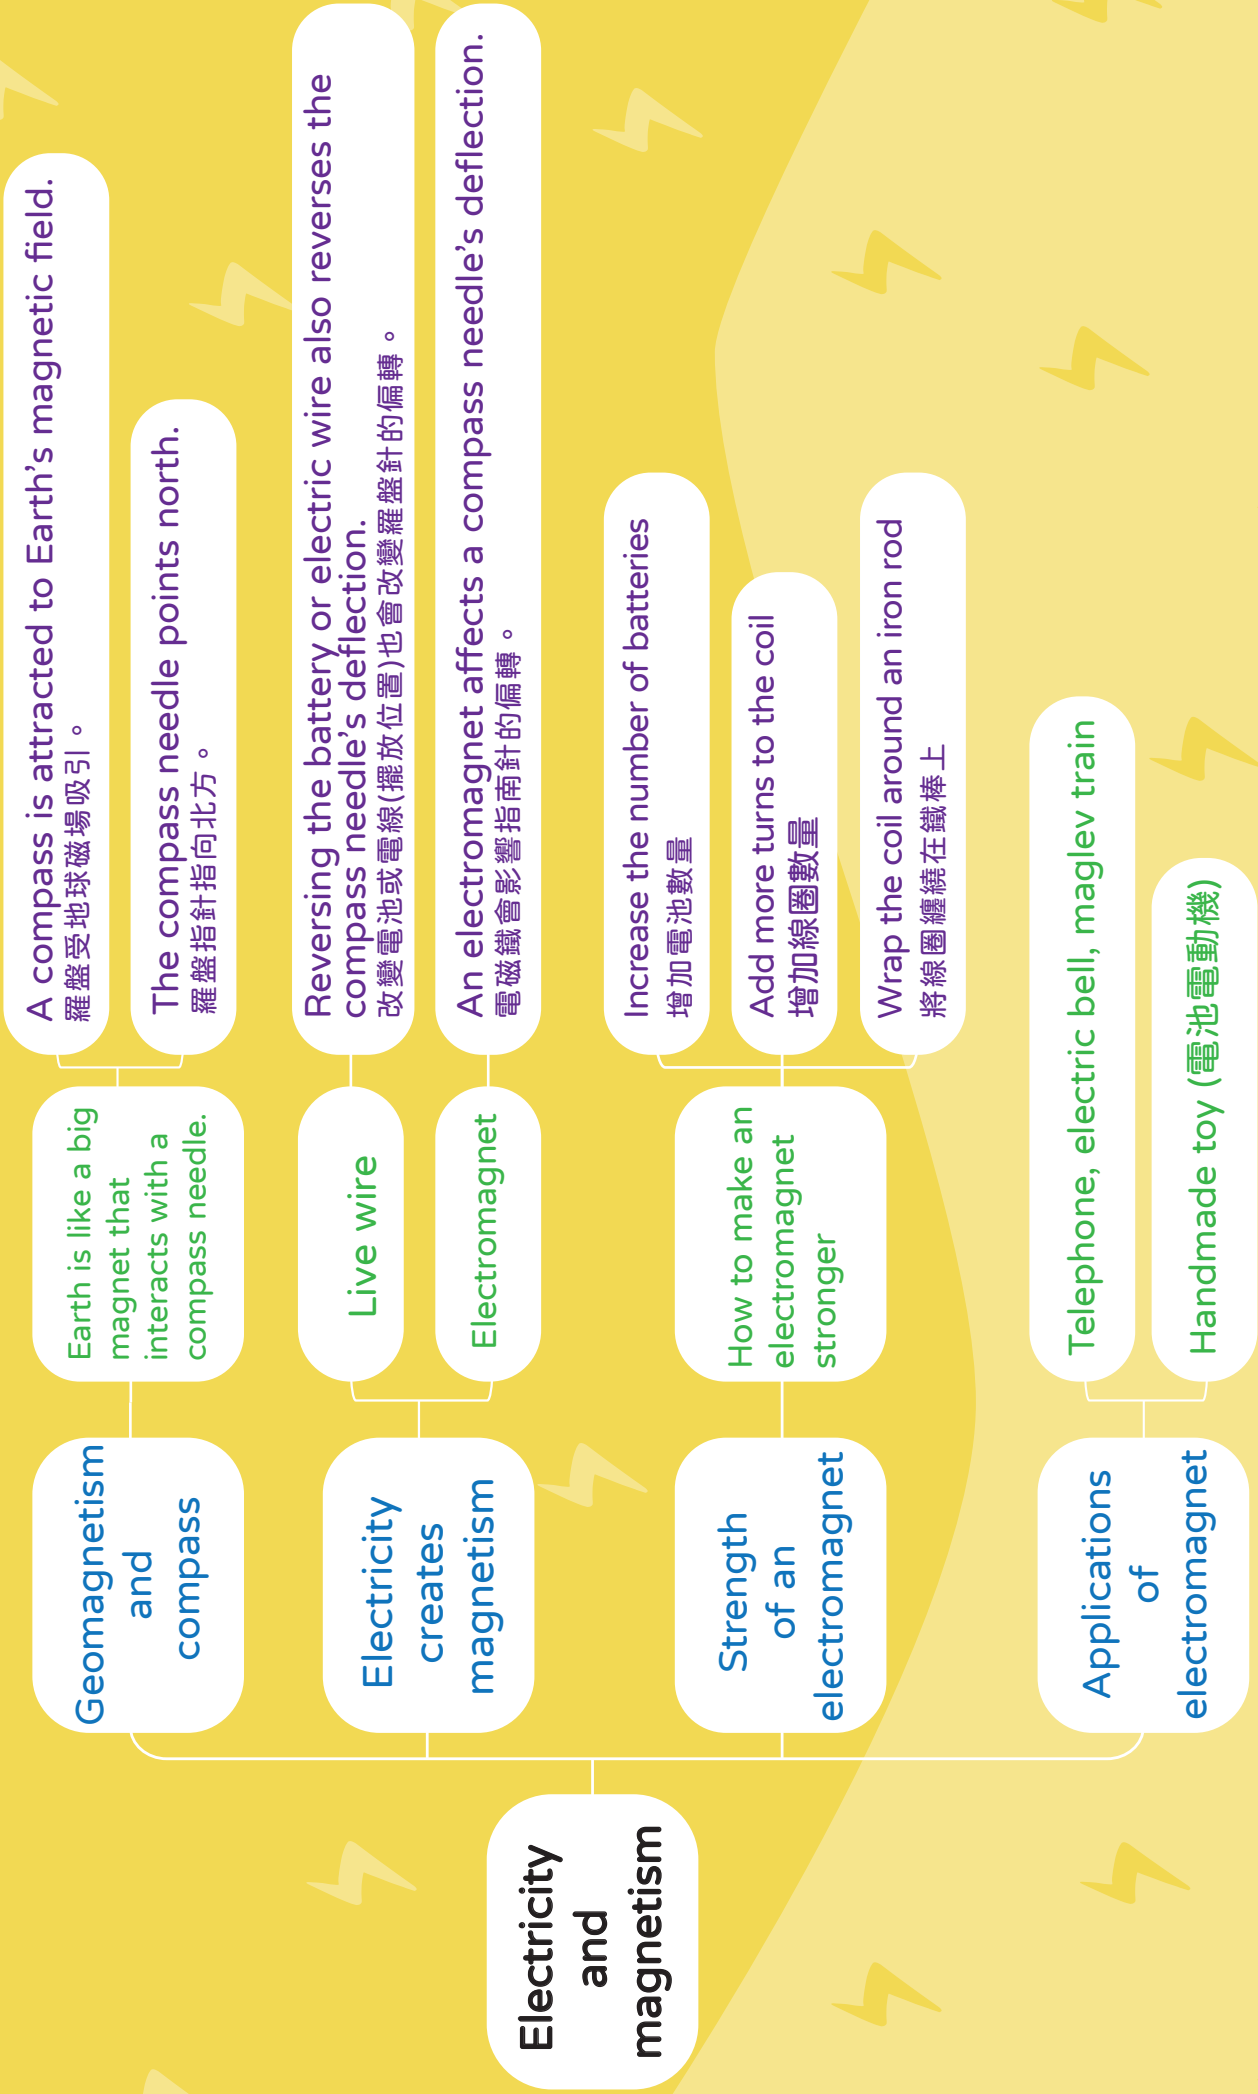 Electricity
and
magnetism
Geomagnetism
and
compass
Earth is like a big
magnet that
interacts with a
compass needle.
A compass is attracted to Earth's magnetic field.
羅盤受地球磁場吸引。
The compass needle points north.
羅盤指針指向北方。
Electricity
creates
magnetism
Live wire
Reversing the battery or electric wire also reverses the
compass needle's deflection.
改變電池或電線(擺放位置)也會改變羅盤針的偏轉。
Electromagnet
An electromagnet affects a compass needle's deflection.
電磁鐵會影響指南針的偏轉。
Strength
of an
electromagnet
How to make an
electromagnet
stronger
Increase the number of batteries
增加電池數量
Add more turns to the coil
增加線圈數量
Wrap the coil around an iron rod
將線圈纏繞在鐵棒上
Applications
of
electromagnet
Telephone, electric bell, maglev train
Handmade toy (電池電動機)